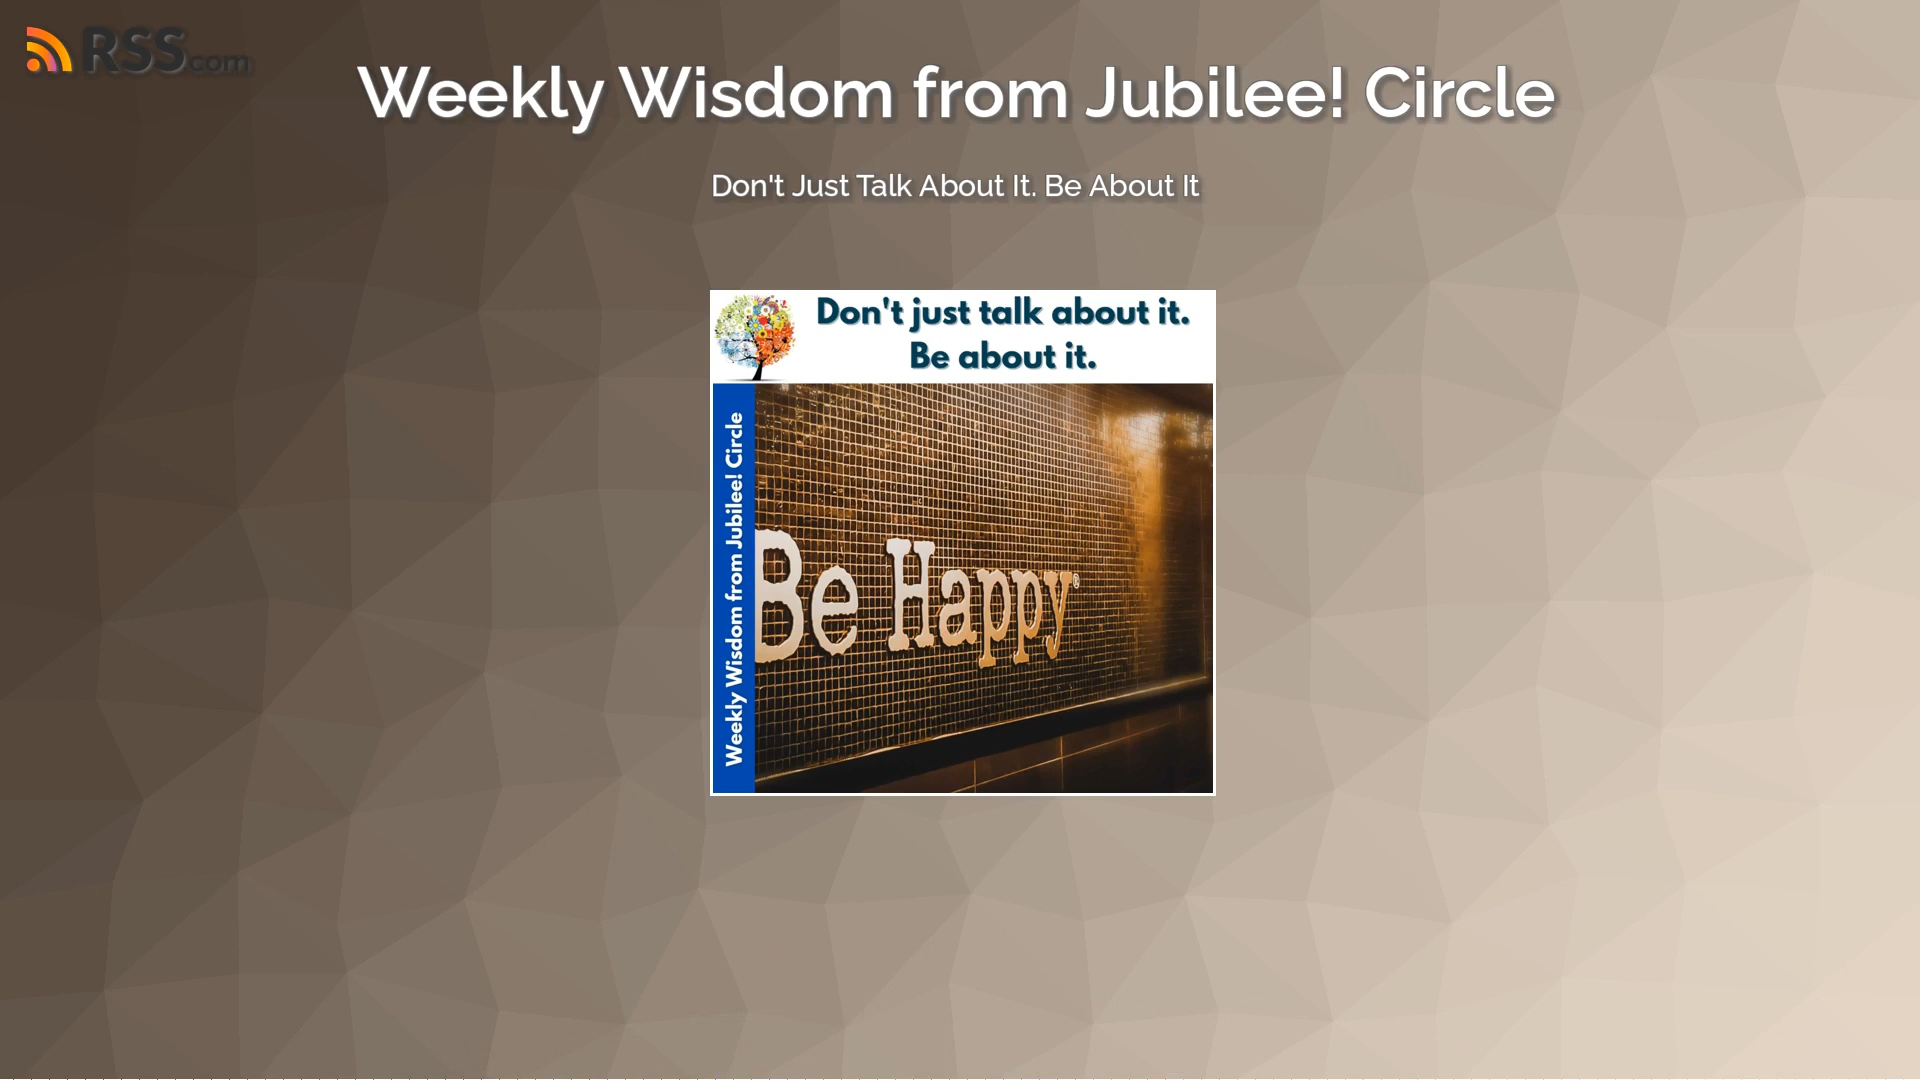 RSS.com
Weekly Wisdom from Jubilee! Circle
Don't Just Talk About It. Be About It
Don't just talk about it.
Be about it.
Weekly Wisdom from Jubilee! Circle
Be Happy®